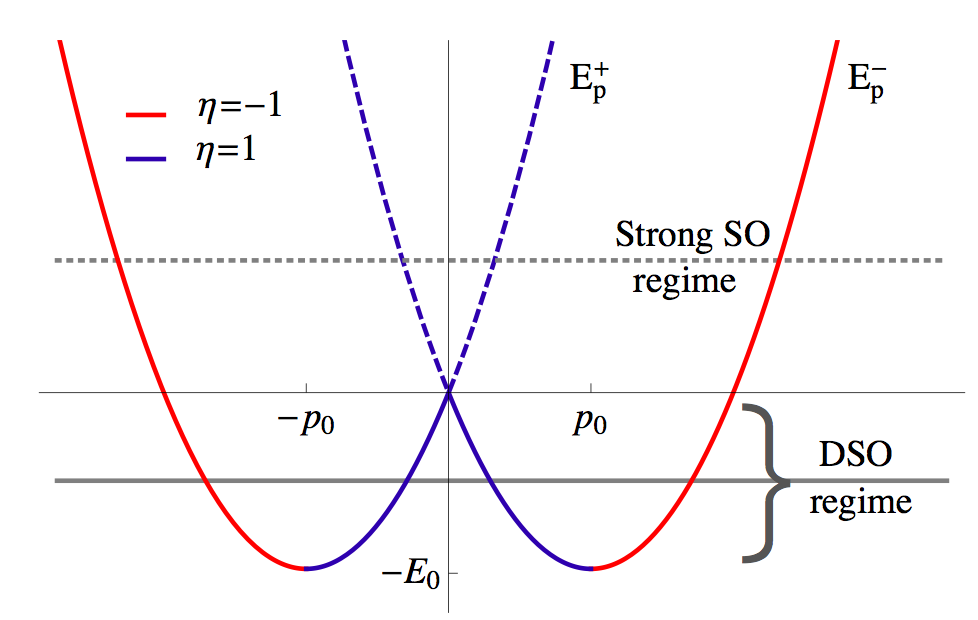 E_p^+
E_p^-
η=-1
η=1
Strong SO
regime
-p_0
p_0
DSO
regime
-E_0